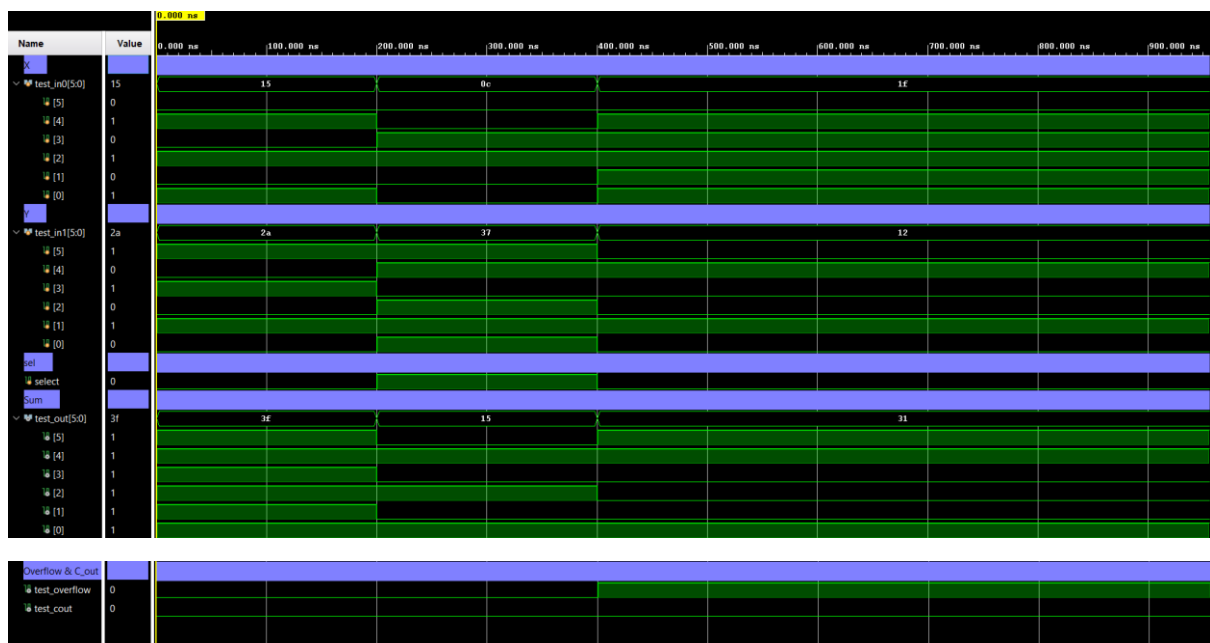 0.000 ns
Name Value 0.000 ns 100.000 ns 200.000 ns 300.000 ns 400.000 ns 500.000 ns 600.000 ns 700.000 ns 800.000 ns 900.000 ns
X
test_in0[5:0] 15 15 0c 1f
[5] 0
[4] 1
[3] 0
[2] 1
[1] 0
[0] 1
Y
test_in1[5:0] 2a 2a 37 12
[5] 1
[4] 0
[3] 1
[2] 0
[1] 1
[0] 0
sel
select 0
Sum
test_out[5:0] 3f 3f 15 31
[5] 1
[4] 1
[3] 1
[2] 1
[1] 1
[0] 1
Overflow & C_out
test_overflow 0
test_cout 0